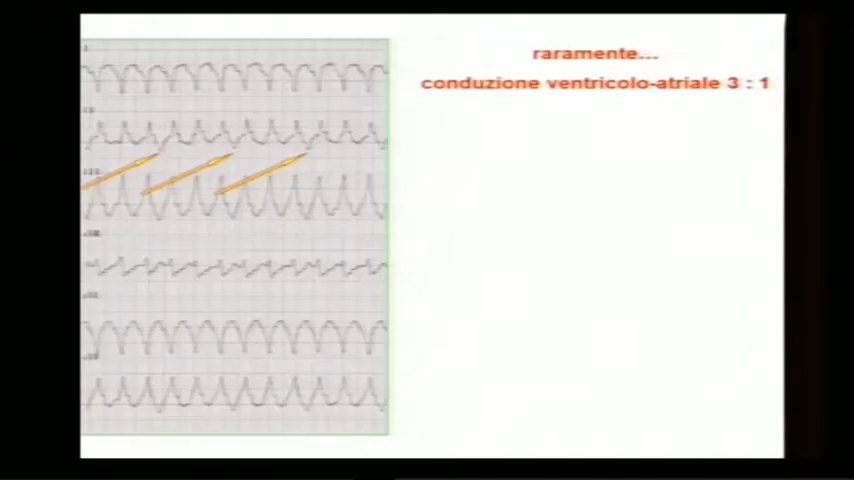 raramente...
conduzione ventricolo-atriale 3 : 1